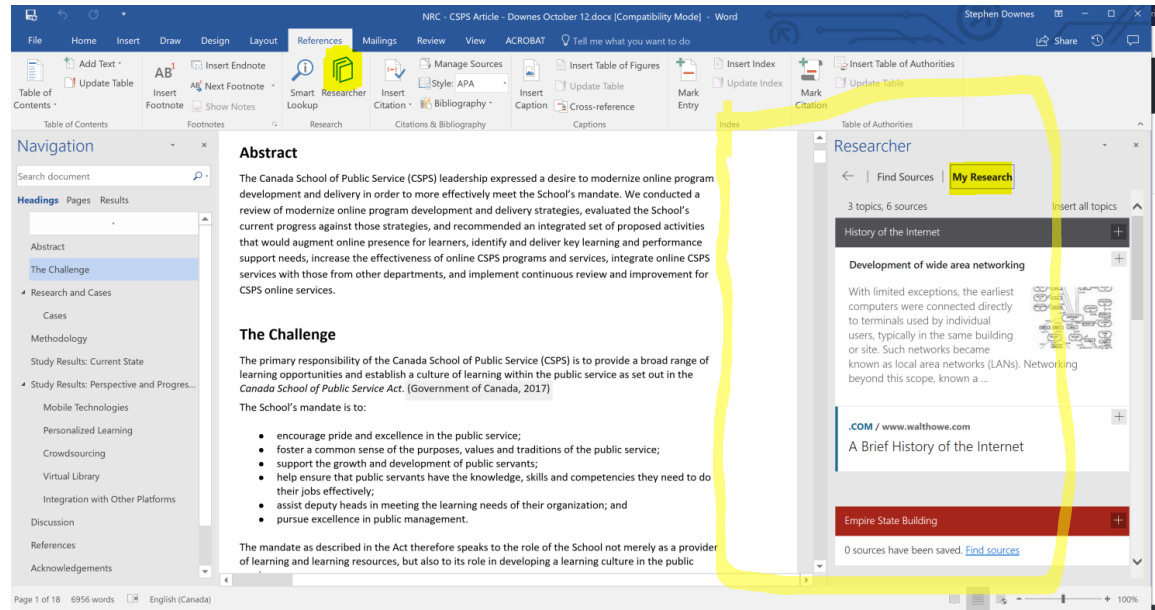 NRC - CSPS Article - Downes October 12.docx [Compatibility Mode] - Word
Stephen Downes
File Home Insert Draw Design Layout References Mailings Review View ACROBAT Tell me what you want to do
Share
Table of Contents
Add Text
Update Table
Table of Contents
AB1
Insert Footnote
Insert Endnote
AB Next Footnote
Show Notes
Footnotes
Smart Lookup
Researcher
Research
Insert Citation
Manage Sources
Style: APA
Bibliography
Citations & Bibliography
Insert Caption
Insert Table of Figures
Update Table
Cross-reference
Captions
Mark Entry
Insert Index
Update Index
Index
Mark Citation
Insert Table of Authorities
Update Table
Table of Authorities
Navigation
Search document
Headings Pages Results
Abstract
The Challenge
Research and Cases
Cases
Methodology
Study Results: Current State
Study Results: Perspective and Progres...
Mobile Technologies
Personalized Learning
Crowdsourcing
Virtual Library
Integration with Other Platforms
Discussion
References
Acknowledgements
Abstract
The Canada School of Public Service (CSPS) leadership expressed a desire to modernize online program
development and delivery in order to more effectively meet the School's mandate. We conducted a
review of modernize online program development and delivery strategies, evaluated the School's
current progress against those strategies, and recommended an integrated set of proposed activities
that would augment online presence for learners, identify and deliver key learning and performance
support needs, increase the effectiveness of online CSPS programs and services, integrate online CSPS
services with those from other departments, and implement continuous review and improvement for
CSPS online services.
The Challenge
The primary responsibility of the Canada School of Public Service (CSPS) is to provide a broad range of
learning opportunities and establish a culture of learning within the public service as set out in the
Canada School of Public Service Act. (Government of Canada, 2017)
The School's mandate is to:
● encourage pride and excellence in the public service;
● foster a common sense of the purposes, values and traditions of the public service;
● support the growth and development of public servants;
● help ensure that public servants have the knowledge, skills and competencies they need to do
their jobs effectively;
● assist deputy heads in meeting the learning needs of their organization; and
● pursue excellence in public management.
The mandate as described in the Act therefore speaks to the role of the School not merely as a provider
of learning and learning resources, but also to its role in developing a learning culture in the public
Researcher
Find Sources My Research
3 topics, 6 sources Insert all topics
History of the Internet
Development of wide area networking
With limited exceptions, the earliest
computers were connected directly
to terminals used by individual
users, typically in the same building
or site. Such networks became
known as local area networks (LANs). Networking
beyond this scope, known a ...
.COM / www.walthowe.com
A Brief History of the Internet
Empire State Building
0 sources have been saved. Find sources
Page 1 of 18 6956 words English (Canada)
100%